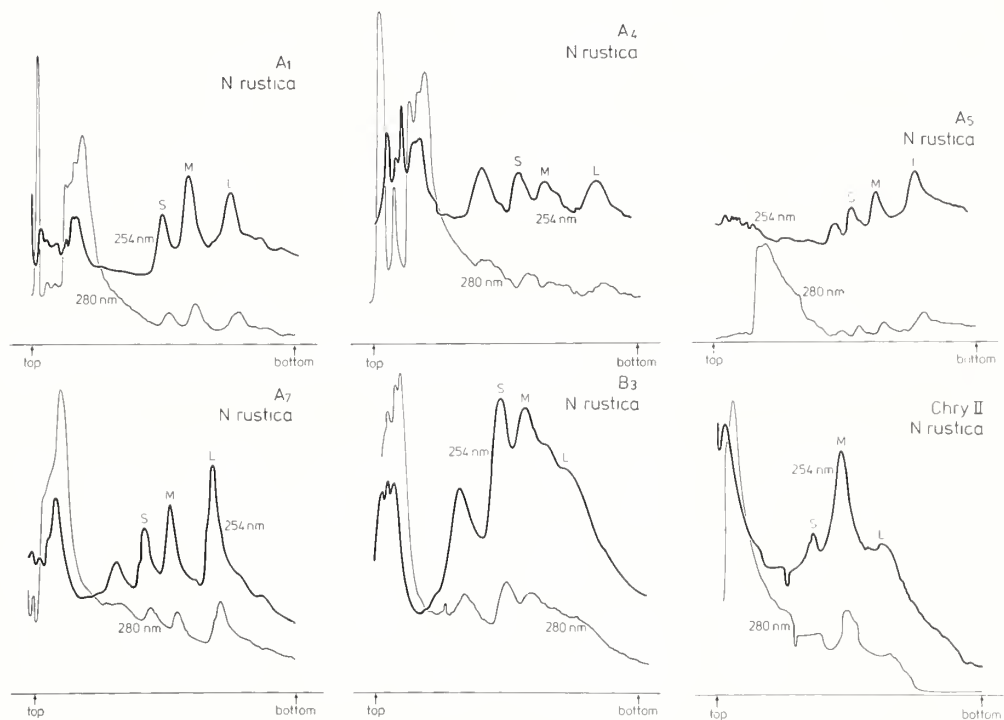 A1
N rustica
S
M
L
254 nm
280 nm
top
bottom
A4
N rustica
S
M
L
254 nm
280 nm
top
bottom
A5
N rustica
S
M
254 nm
280 nm
top
bottom
A7
N rustica
S
M
L
254 nm
280 nm
top
bottom
B3
N rustica
S
M
L
254 nm
280 nm
top
bottom
Chry II
N rustica
S
M
L
254 nm
280 nm
top
bottom